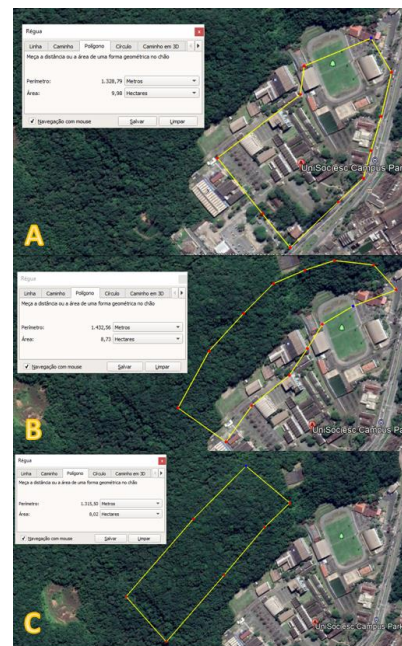 Régua
Linha Caminho Polígono Círculo Caminho em 3D
Meça a distância ou a área de uma forma geométrica no chão
Perímetro: 1.328,79 Metros
Área: 9,98 Hectares
Navegação com mouse Salvar Limpar
UniSociesc Campus Park
A
Régua
Linha Caminho Polígono Círculo Caminho em 3D
Meça a distância ou a área de uma forma geométrica no chão
Perímetro: 1.432,56 Metros
Área: 8,73 Hectares
Navegação com mouse Salvar Limpar
UniSociesc Campus Park
B
Régua
Linha Caminho Polígono Círculo Caminho em 3D
Meça a distância ou a área de uma forma geométrica no chão
Perímetro: Metros
Área: 8,02 Hectares
Navegação com mouse Salvar Limpar
UniSociesc Campus Park
C